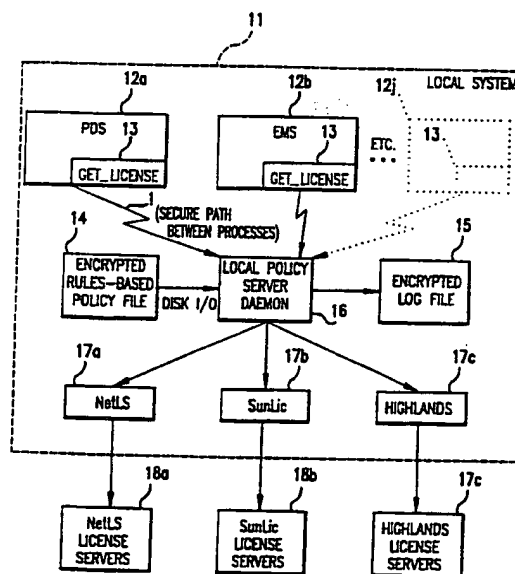 11
12a
12b
12j
LOCAL SYSTEM
PDS
13
GET_LICENSE
EMS
13
GET_LICENSE
ETC.
13
1
(SECURE PATH
BETWEEN PROCESSES)
14
ENCRYPTED
RULES-BASED
POLICY FILE
DISK I/O
LOCAL POLICY
SERVER
DAEMON
16
15
ENCRYPTED
LOG FILE
17a
NetLS
17b
SunLic
17c
HIGHLANDS
18a
NetLS
LICENSE
SERVERS
18b
SunLic
LICENSE
SERVERS
17c
HIGHLANDS
LICENSE
SERVERS